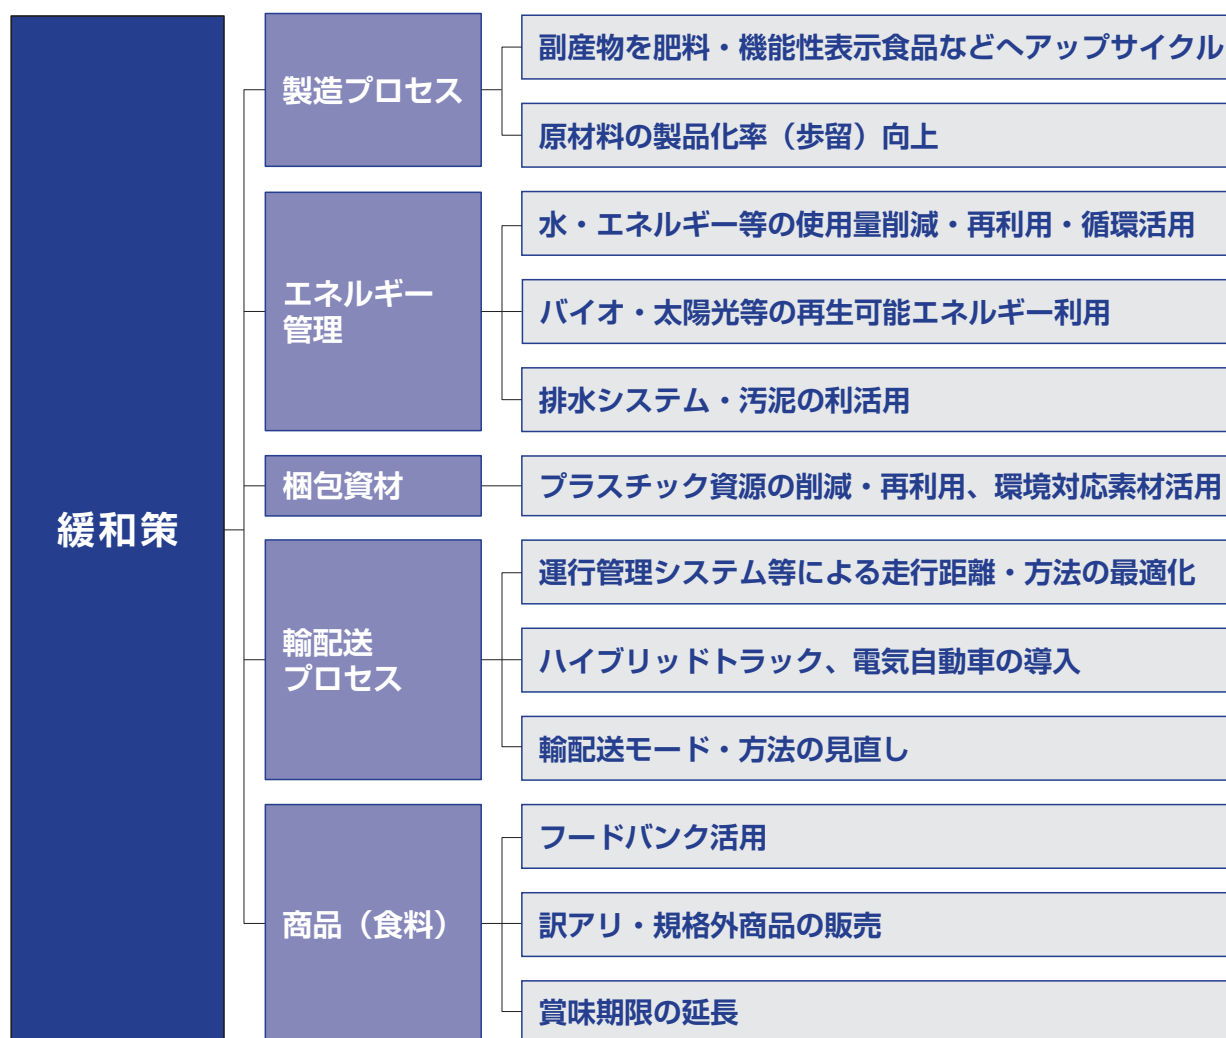 緩和策
製造プロセス
副産物を肥料・機能性表示食品などへアップサイクル
原材料の製品化率（歩留）向上
エネルギー
管理
水・エネルギー等の使用量削減・再利用・循環活用
バイオ・太陽光等の再生可能エネルギー利用
排水システム・汚泥の利活用
梱包資材
プラスチック資源の削減・再利用、環境対応素材活用
輸配送
プロセス
運行管理システム等による走行距離・方法の最適化
ハイブリッドトラック、電気自動車の導入
輸配送モード・方法の見直し
商品（食料）
フードバンク活用
訳アリ・規格外商品の販売
賞味期限の延長